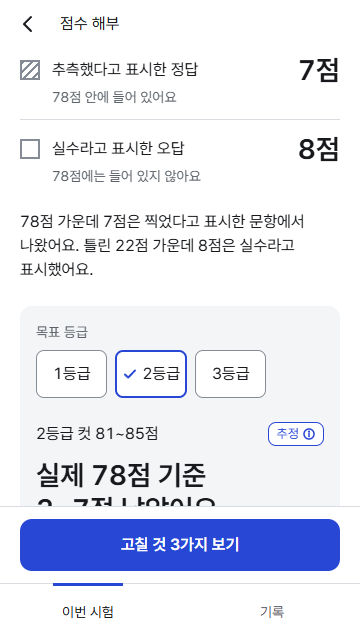 점수 해부
추측했다고 표시한 정답
7점
78점 안에 들어 있어요
실수라고 표시한 오답
8점
78점에는 들어 있지 않아요
78점 가운데 7점은 찍었다고 표시한 문항에서
나왔어요. 틀린 22점 가운데 8점은 실수라고
표시했어요.
목표 등급
1등급
2등급
3등급
2등급 컷 81~85점
추정
실제 78점 기준
고칠 것 3가지 보기
이번 시험
기록